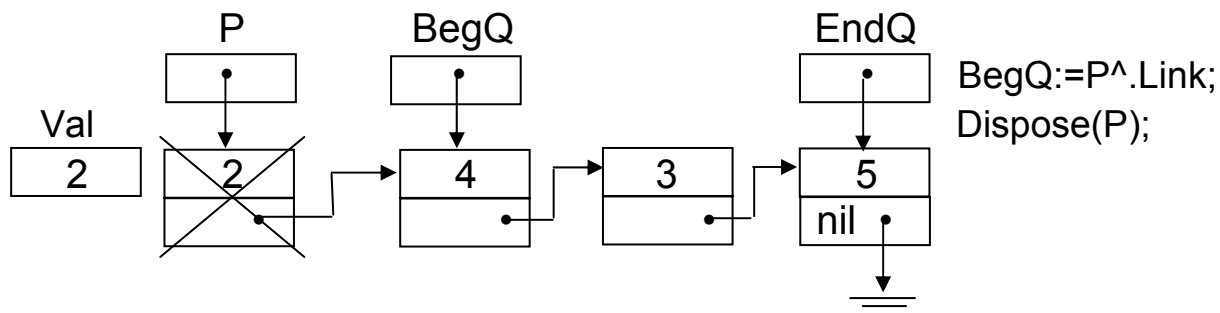 P BegQ EndQ
BegQ:=P^.Link;
Val Dispose(P);
2 2 4 3 5
nil